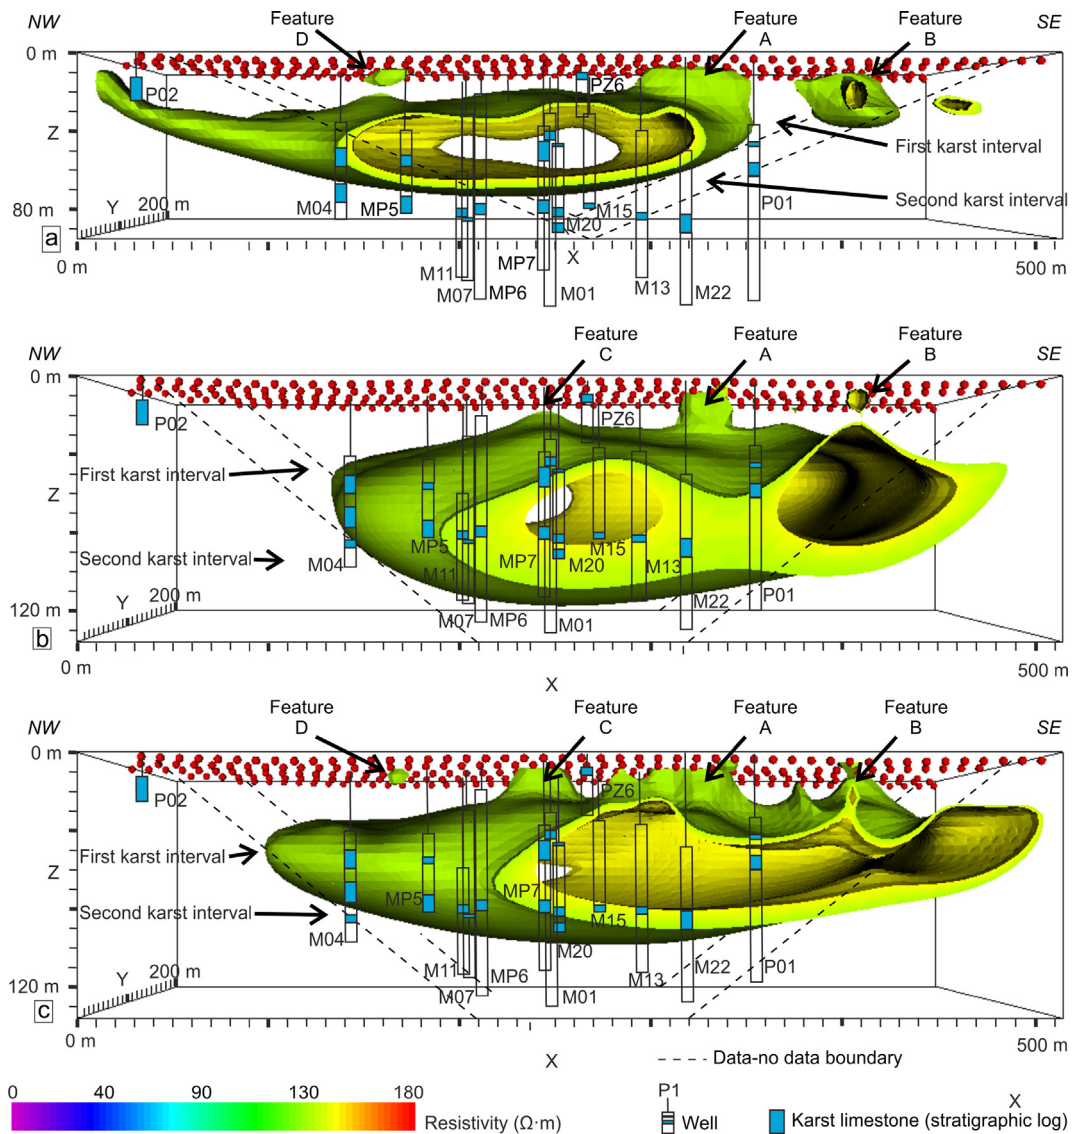 NW
Feature
D
Feature
A
Feature
B
SE
0 m
P02
PZ6
Z
First karst interval
Second karst interval
Y
200 m
80 m
M04
MP5
M15
M20
P01
a
0 m
M11
MP7
X
M13
500 m
M07
MP6
M01
M22
NW
Feature
C
Feature
A
Feature
B
SE
0 m
P02
PZ6
First karst interval
Z
Second karst interval
MP5
M15
M04
M11
MP7
M20
M13
Y
200 m
M22
P01
120 m
M07
MP6
M01
b
0 m
500 m
X
NW
Feature
D
Feature
C
Feature
A
Feature
B
SE
0 m
P02
PZ6
First karst interval
Z
MP5
MP7
Second karst interval
M15
M04
M20
Y
200 m
M11
MP6
M13
M22
P01
120 m
M07
M01
c
0 m
500 m
X
Data-no data boundary
0
40
90
130
180
P1
X
Resistivity (Ω·m)
Well
Karst limestone (stratigraphic log)